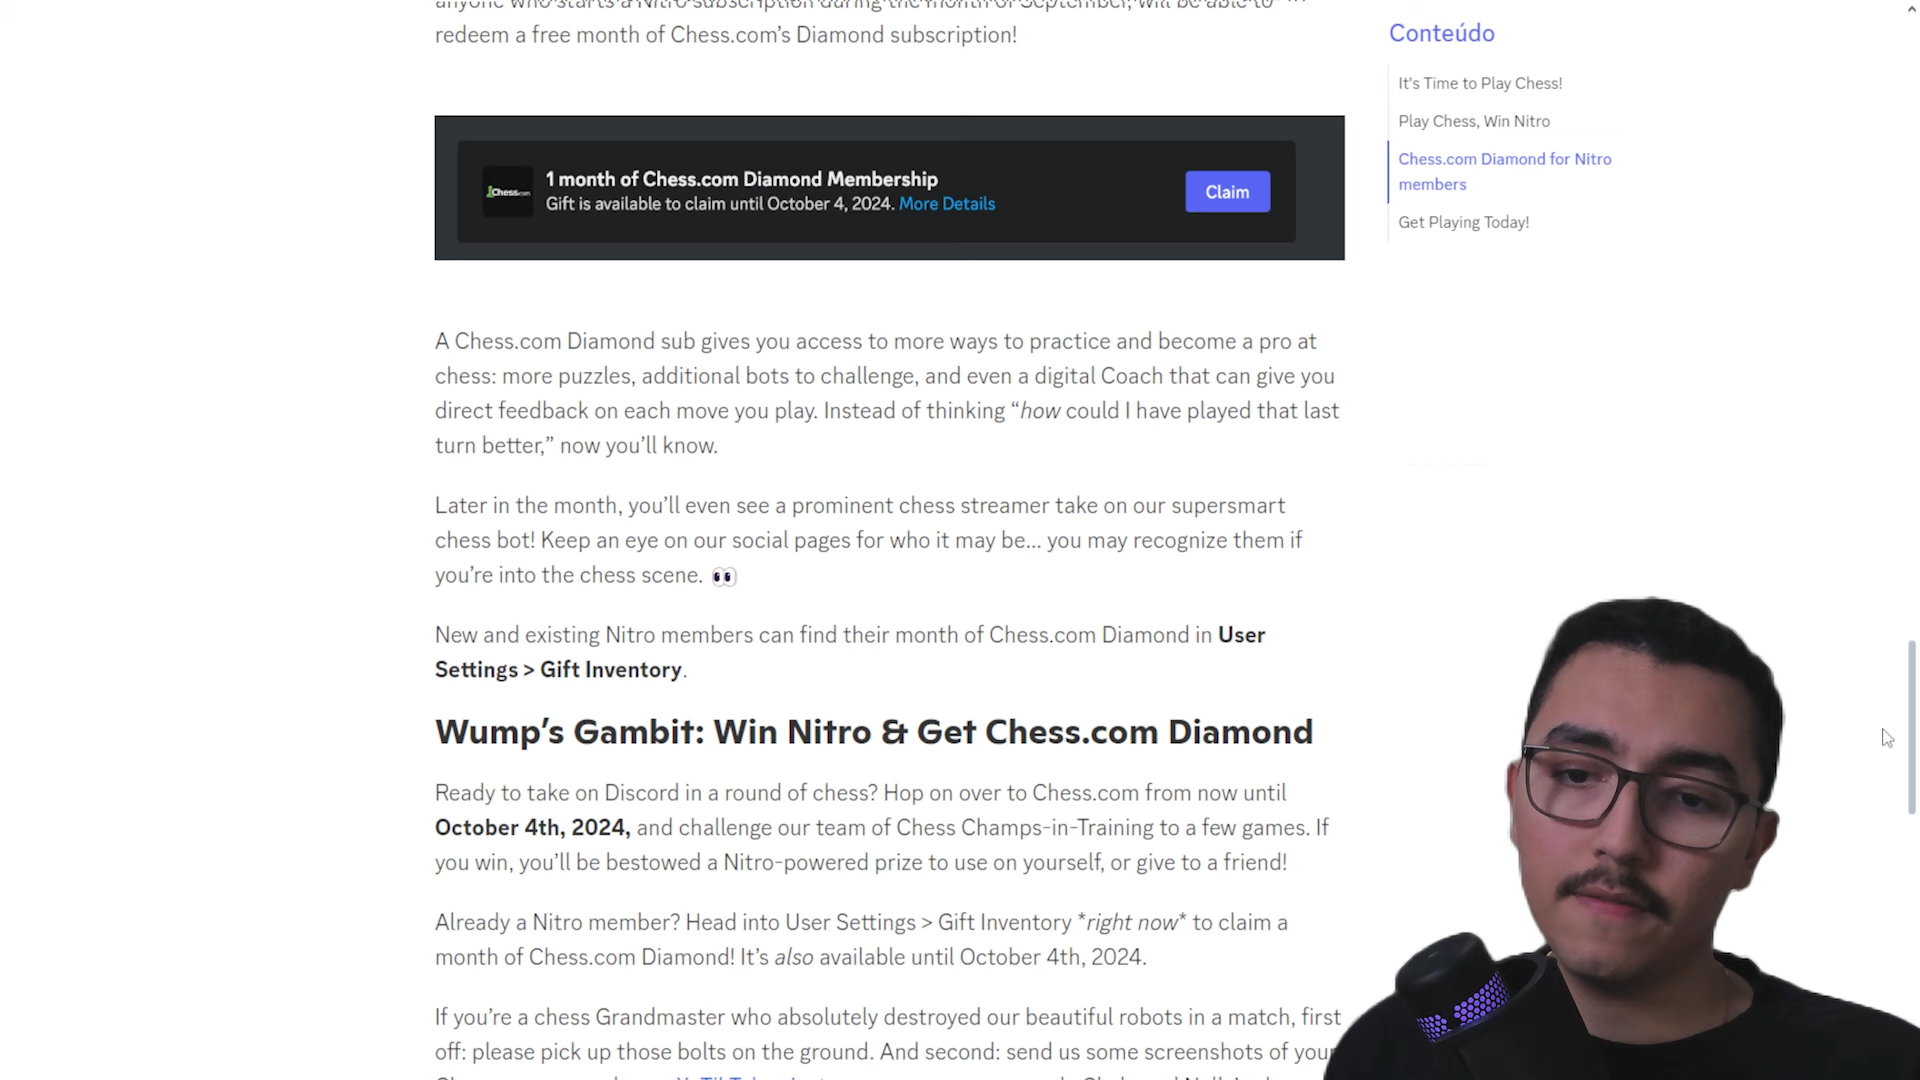 redeem a free month of Chess.com’s Diamond subscription!
Chess.com
1 month of Chess.com Diamond Membership
Gift is available to claim until October 4, 2024. More Details
Claim
A Chess.com Diamond sub gives you access to more ways to practice and become a pro at
chess: more puzzles, additional bots to challenge, and even a digital Coach that can give you
direct feedback on each move you play. Instead of thinking “how could I have played that last
turn better,” now you’ll know.
Later in the month, you’ll even see a prominent chess streamer take on our supersmart
chess bot! Keep an eye on our social pages for who it may be... you may recognize them if
you’re into the chess scene. 👀
New and existing Nitro members can find their month of Chess.com Diamond in User
Settings > Gift Inventory.
Wump’s Gambit: Win Nitro & Get Chess.com Diamond
Ready to take on Discord in a round of chess? Hop on over to Chess.com from now until
October 4th, 2024, and challenge our team of Chess Champs-in-Training to a few games. If
you win, you’ll be bestowed a Nitro-powered prize to use on yourself, or give to a friend!
Already a Nitro member? Head into User Settings > Gift Inventory *right now* to claim a
month of Chess.com Diamond! It’s also available until October 4th, 2024.
If you’re a chess Grandmaster who absolutely destroyed our beautiful robots in a match, first
off: please pick up those bolts on the ground. And second: send us some screenshots of your
Conteúdo
It's Time to Play Chess!
Play Chess, Win Nitro
Chess.com Diamond for Nitro
members
Get Playing Today!